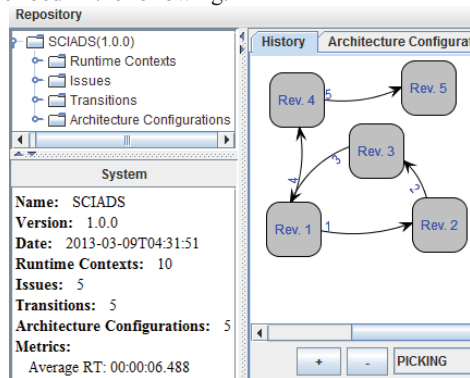 Repository
SCIADS(1.0.0)
Runtime Contexts
Issues
Transitions
Architecture Configurations
System
Name: SCIADS
Version: 1.0.0
Date: 2013-03-09T04:31:51
Runtime Contexts: 10
Issues: 5
Transitions: 5
Architecture Configurations: 5
Metrics:
Average RT: 00:00:06.488
History Architecture Configurat
Rev. 4 5 Rev. 5
3 Rev. 3
4 2
Rev. 1 1 Rev. 2
+ - PICKING